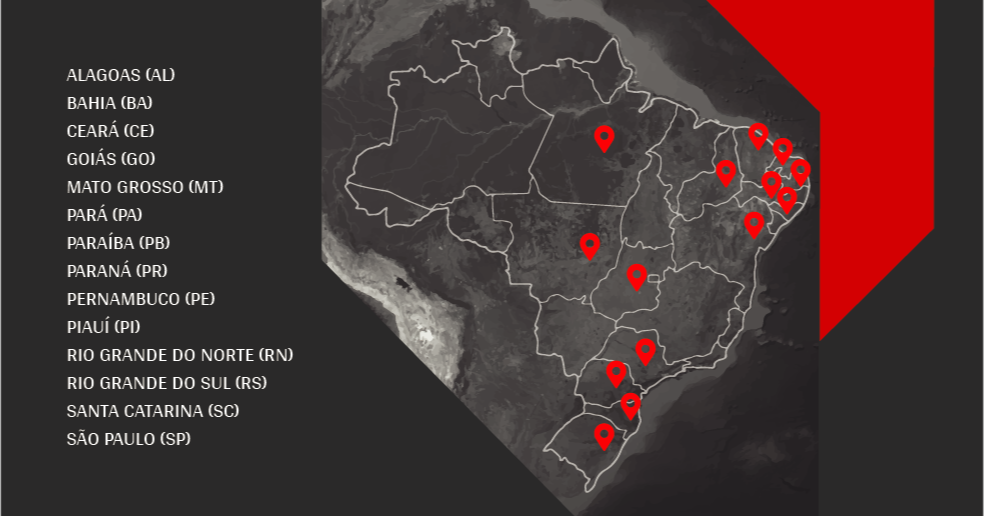 ALAGOAS (AL)
BAHIA (BA)
CEARÁ (CE)
GOIÁS (GO)
MATO GROSSO (MT)
PARÁ (PA)
PARAÍBA (PB)
PARANÁ (PR)
PERNAMBUCO (PE)
PIAUÍ (PI)
RIO GRANDE DO NORTE (RN)
RIO GRANDE DO SUL (RS)
SANTA CATARINA (SC)
SÃO PAULO (SP)